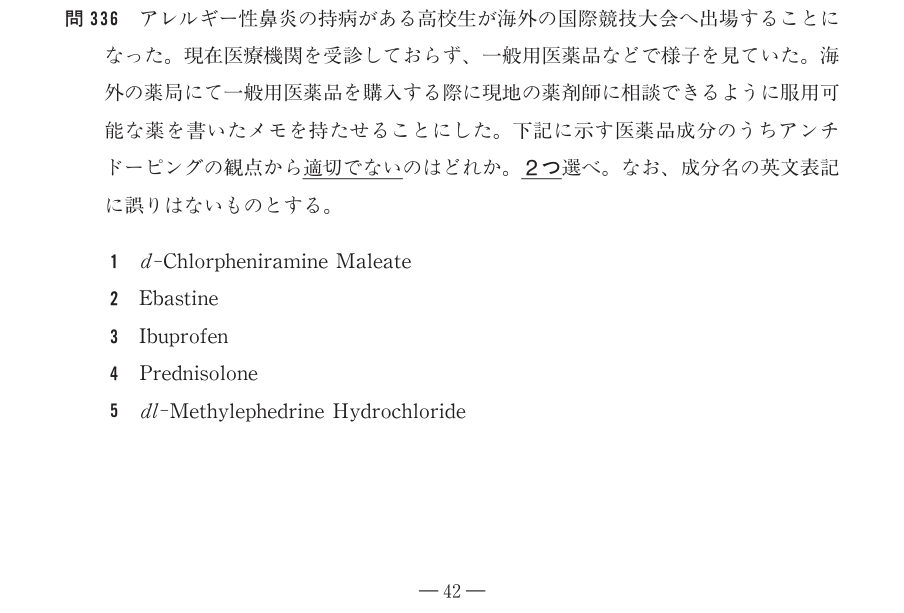 問 336 アレルギー性鼻炎の持病がある高校生が海外の国際競技大会へ出場することに
なった。現在医療機関を受診しておらず、一般用医薬品などで様子を見ていた。海
外の薬局にて一般用医薬品を購入する際に現地の薬剤師に相談できるように服用可
能な薬を書いたメモを持たせることにした。下記に示す医薬品成分のうちアンチ
ドーピングの観点から適切でないのはどれか。2つ選べ。なお、成分名の英文表記
に誤りはないものとする。
1 d-Chlorpheniramine Maleate
2 Ebastine
3 Ibuprofen
4 Prednisolone
5 dl-Methylephedrine Hydrochloride
— 42 —